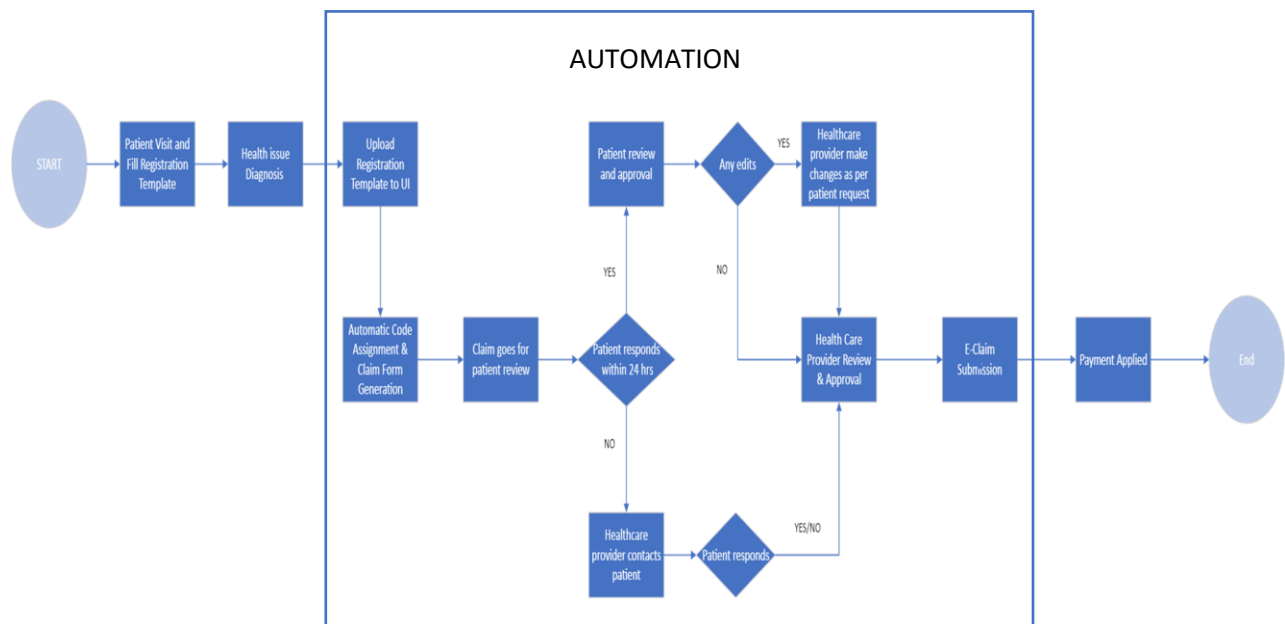 AUTOMATION
START
Patient Visit and
Fill Registration
Template
Health issue
Diagnosis
Upload
Registration
Template to UI
Patient review
and approval
Any edits
YES
Healthcare
provider make
changes as per
patient request
YES
NO
Automatic Code
Assignment &
Claim Form
Generation
Claim goes for
patient review
Patient responds
within 24 hrs
Health Care
Provider Review
& Approval
E-Claim
Submission
Payment Applied
End
NO
Healthcare
provider contacts
patient
Patient responds
YES/NO